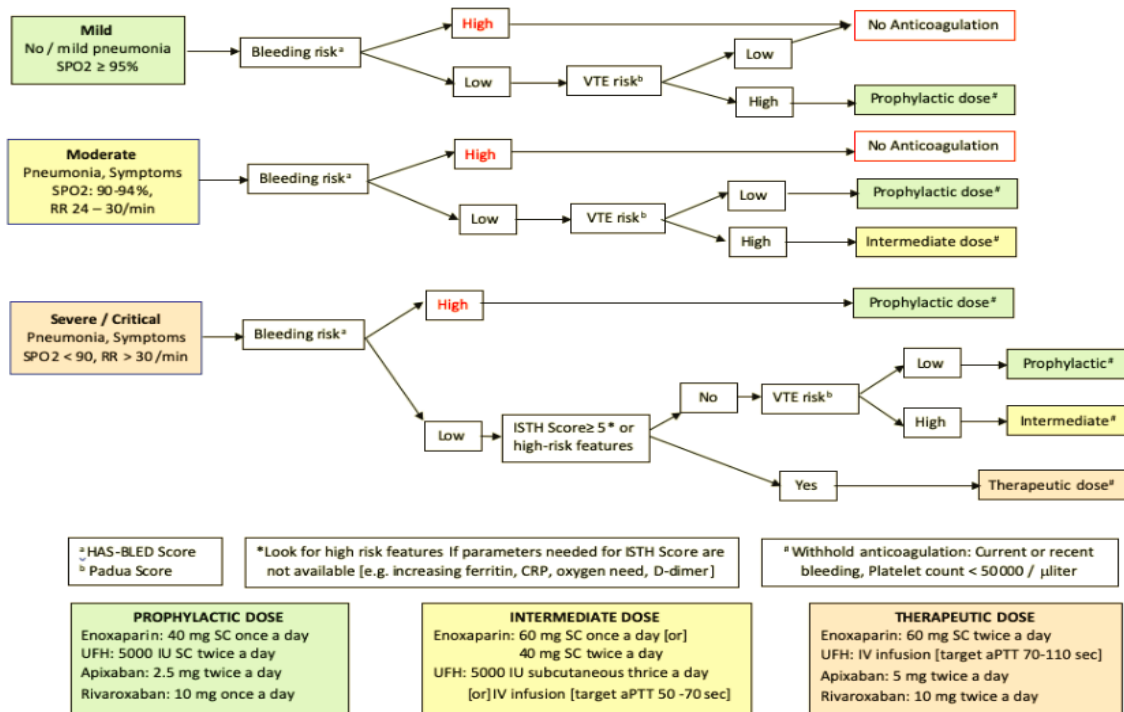 Mild
No / mild pneumonia
SPO2 ≥ 95%
Bleeding riskᵃ
High
No Anticoagulation
Low
VTE riskᵇ
Low
High
Prophylactic dose#
Moderate
Pneumonia, Symptoms
SPO2: 90-94%,
RR 24 – 30/min
Bleeding riskᵃ
High
No Anticoagulation
Low
VTE riskᵇ
Low
Prophylactic dose#
High
Intermediate dose#
Severe / Critical
Pneumonia, Symptoms
SPO2 < 90, RR > 30/min
Bleeding riskᵃ
High
Prophylactic dose#
Low
ISTH Score≥ 5* or
high-risk features
No
VTE riskᵇ
Low
Prophylactic#
High
Intermediate#
Yes
Therapeutic dose#
ᵃ HAS-BLED Score
ᵇ Padua Score
*Look for high risk features If parameters needed for ISTH Score are
not available [e.g. increasing ferritin, CRP, oxygen need, D-dimer]
# Withhold anticoagulation: Current or recent
bleeding, Platelet count < 50000 / µliter
PROPHYLACTIC DOSE
Enoxaparin: 40 mg SC once a day
UFH: 5000 IU SC twice a day
Apixaban: 2.5 mg twice a day
Rivaroxaban: 10 mg once a day
INTERMEDIATE DOSE
Enoxaparin: 60 mg SC once a day [or]
40 mg SC twice a day
UFH: 5000 IU subcutaneous thrice a day
[or] IV infusion [target aPTT 50 -70 sec]
THERAPEUTIC DOSE
Enoxaparin: 60 mg SC twice a day
UFH: IV infusion [target aPTT 70-110 sec]
Apixaban: 5 mg twice a day
Rivaroxaban: 10 mg twice a day